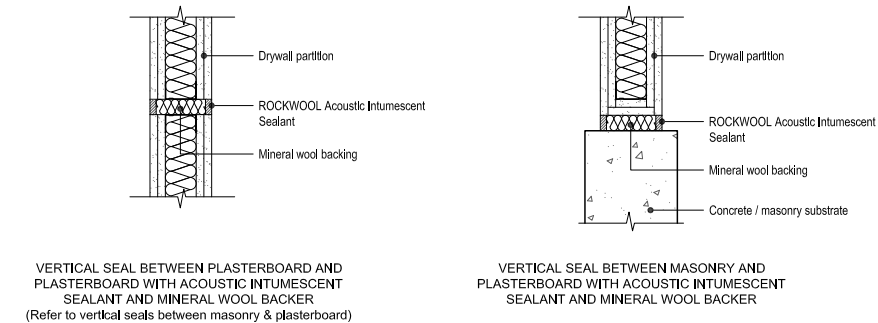 Drywall partition
ROCKWOOL Acoustic Intumescent
Sealant
Mineral wool backing
VERTICAL SEAL BETWEEN PLASTERBOARD AND
PLASTERBOARD WITH ACOUSTIC INTUMESCENT
SEALANT AND MINERAL WOOL BACKER
(Refer to vertical seals between masonry & plasterboard)
Drywall partition
ROCKWOOL Acoustic Intumescent
Sealant
Mineral wool backing
Concrete / masonry substrate
VERTICAL SEAL BETWEEN MASONRY AND
PLASTERBOARD WITH ACOUSTIC INTUMESCENT
SEALANT AND MINERAL WOOL BACKER